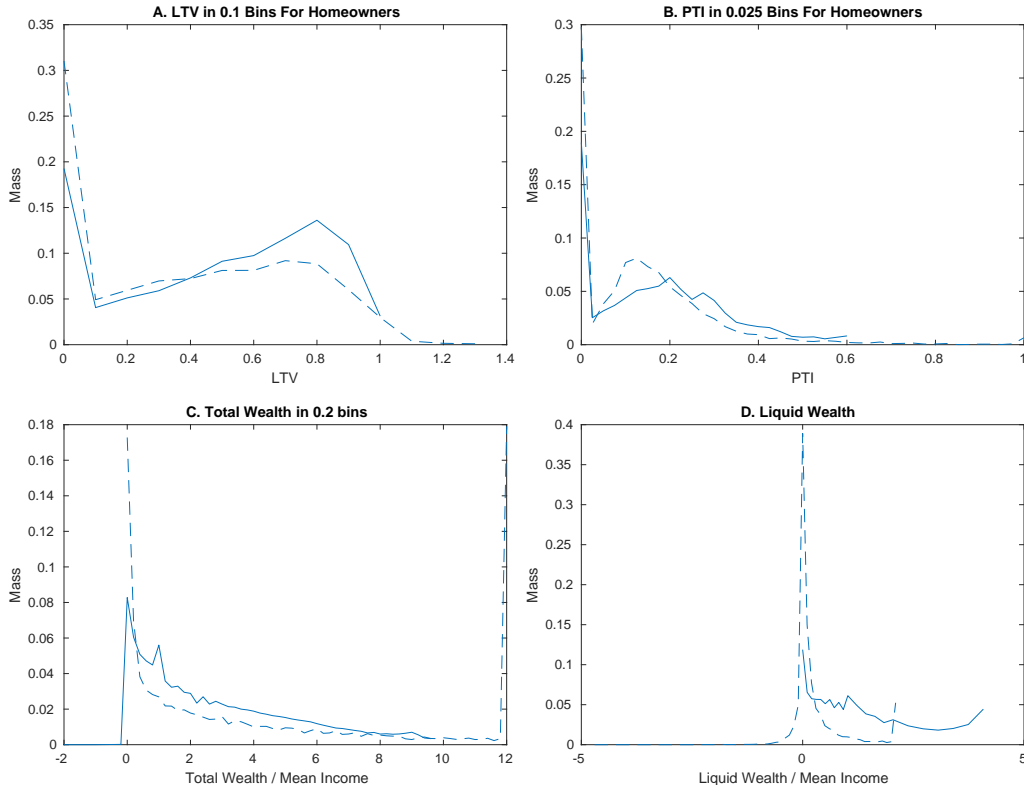 A. LTV in 0.1 Bins For Homeowners
0.35
0.3
0.25
0.2
0.15
0.1
0.05
0
Mass
0 0.2 0.4 0.6 0.8 1 1.2 1.4
LTV
B. PTI in 0.025 Bins For Homeowners
0.3
0.25
0.2
0.15
0.1
0.05
0
Mass
0 0.2 0.4 0.6 0.8 1
PTI
C. Total Wealth in 0.2 bins
0.18
0.16
0.14
0.12
0.1
0.08
0.06
0.04
0.02
0
Mass
-2 0 2 4 6 8 10 12
Total Wealth / Mean Income
D. Liquid Wealth
0.4
0.35
0.3
0.25
0.2
0.15
0.1
0.05
0
Mass
-5 0 5
Liquid Wealth / Mean Income